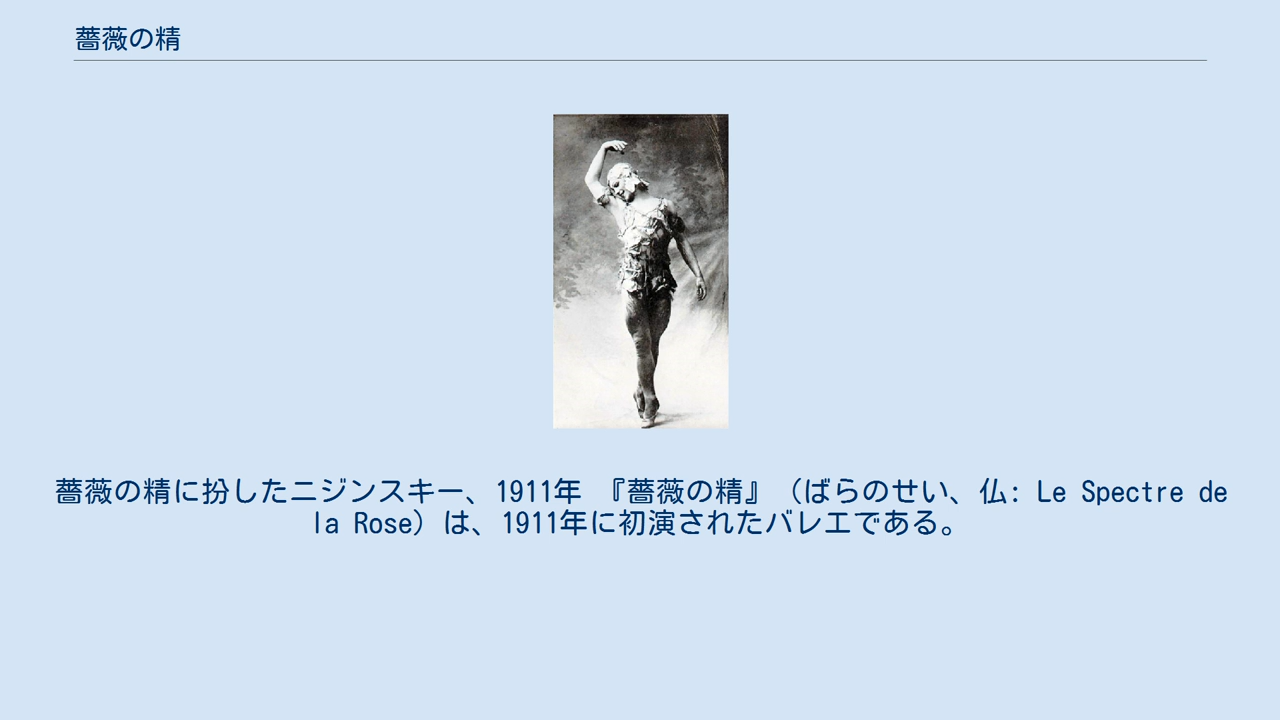 薔薇の精
薔薇の精に扮したニジンスキー、1911年 『薔薇の精』（ばらのせい、仏: Le Spectre de
la Rose）は、1911年に初演されたバレエである。